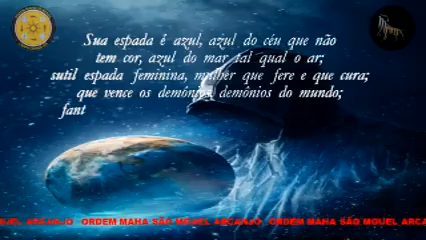 Sua espada é azul, azul do céu que não
tem cor, azul do mar tal qual o ar;
sutil espada feminina, mulher que fere e que cura;
que vence os demônios, demônios do mundo;
fant
GUEL ARCANJO ORDEM MAHA SÃO MIGUEL ARCANJO ORDEM MAHA SÃO MIGUEL ARCA